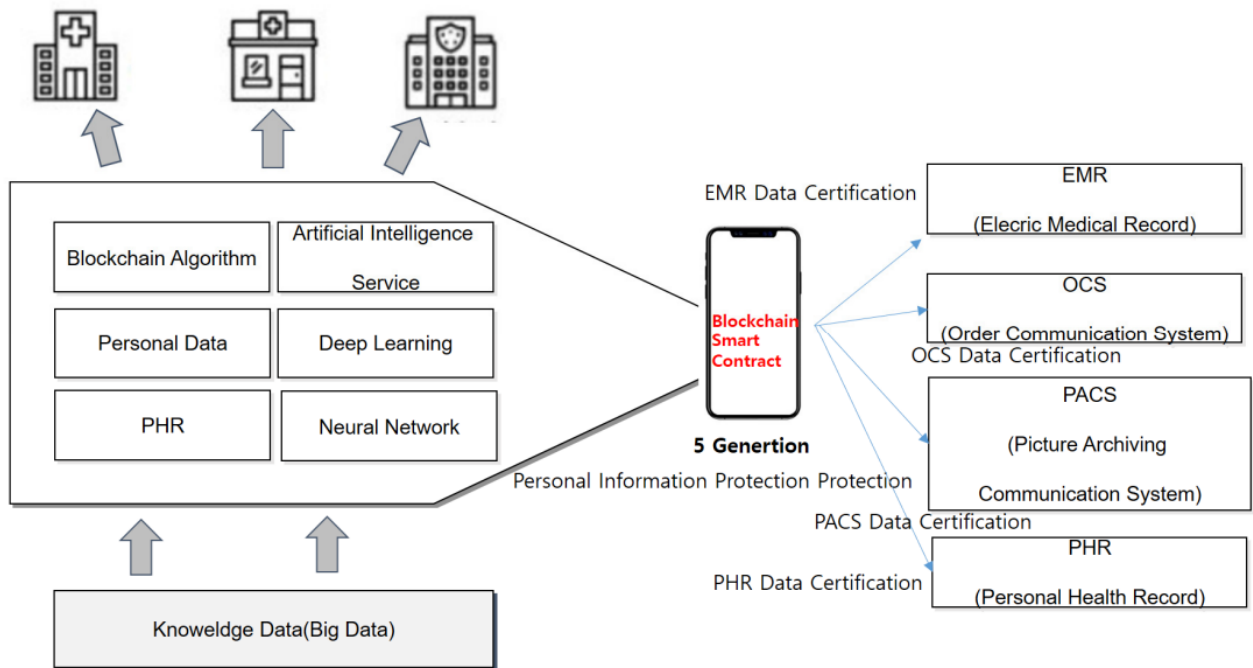 EMR Data Certification
EMR
(Elecric Medical Record)
Blockchain Algorithm
Artificial Intelligence
Service
Personal Data
Deep Learning
PHR
Neural Network
Blockchain
Smart
Contract
5 Genertion
Personal Information Protection Protection
OCS
(Order Communication System)
OCS Data Certification
PACS
(Picture Archiving
Communication System)
PACS Data Certification
PHR
(Personal Health Record)
PHR Data Certification
Knoweldge Data(Big Data)